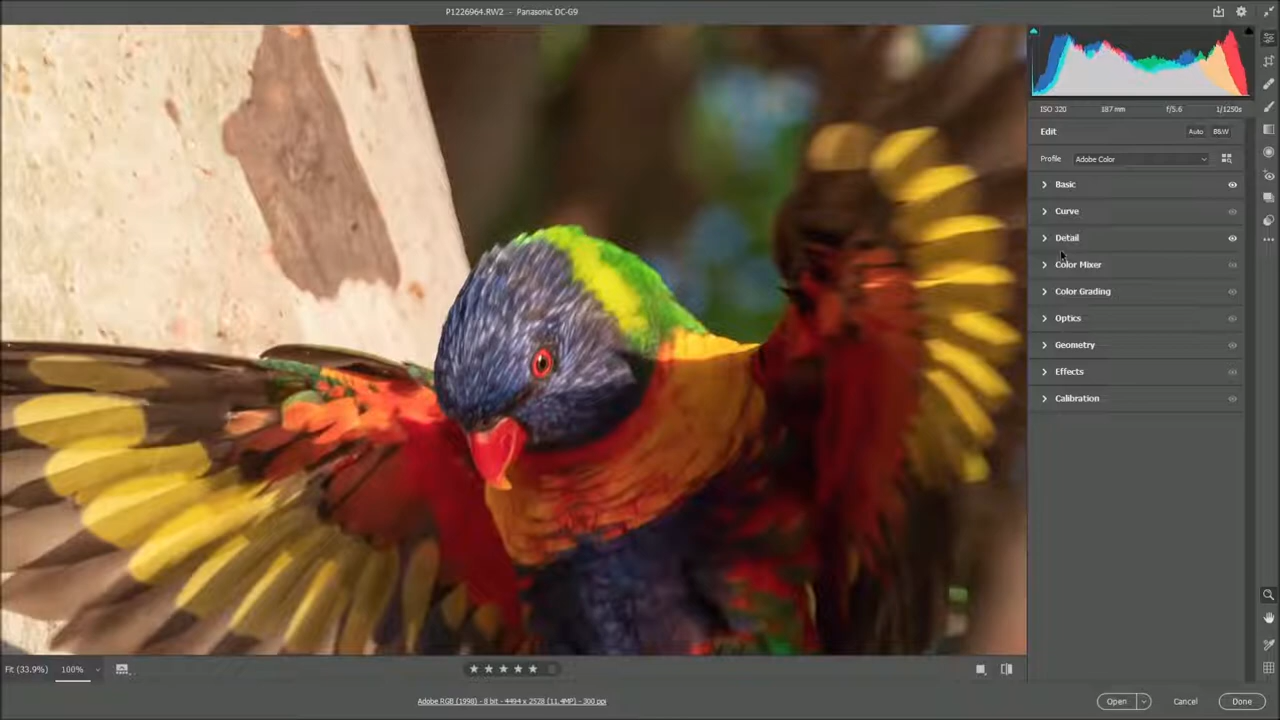 P1226964.RW2 - Panasonic DC-G9
ISO 320 187 mm f/5.6 1/1250s
Edit Auto B&W
Profile Adobe Color
Basic
Curve
Detail
Color Mixer
Color Grading
Optics
Geometry
Effects
Calibration
Fit (33.9%) 100%
Adobe RGB (1998) - 8 bit - 4494 x 2528 (11.4MP) - 300 ppi
Open Cancel Done